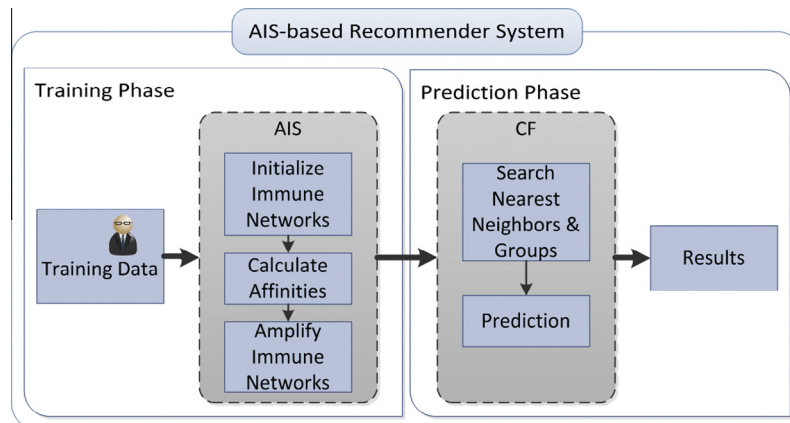 AIS-based Recommender System
Training Phase
AIS
Initialize
Immune
Networks
Training Data
Calculate
Affinities
Amplify
Immune
Networks
Prediction Phase
CF
Search
Nearest
Neighbors &
Groups
Prediction
Results